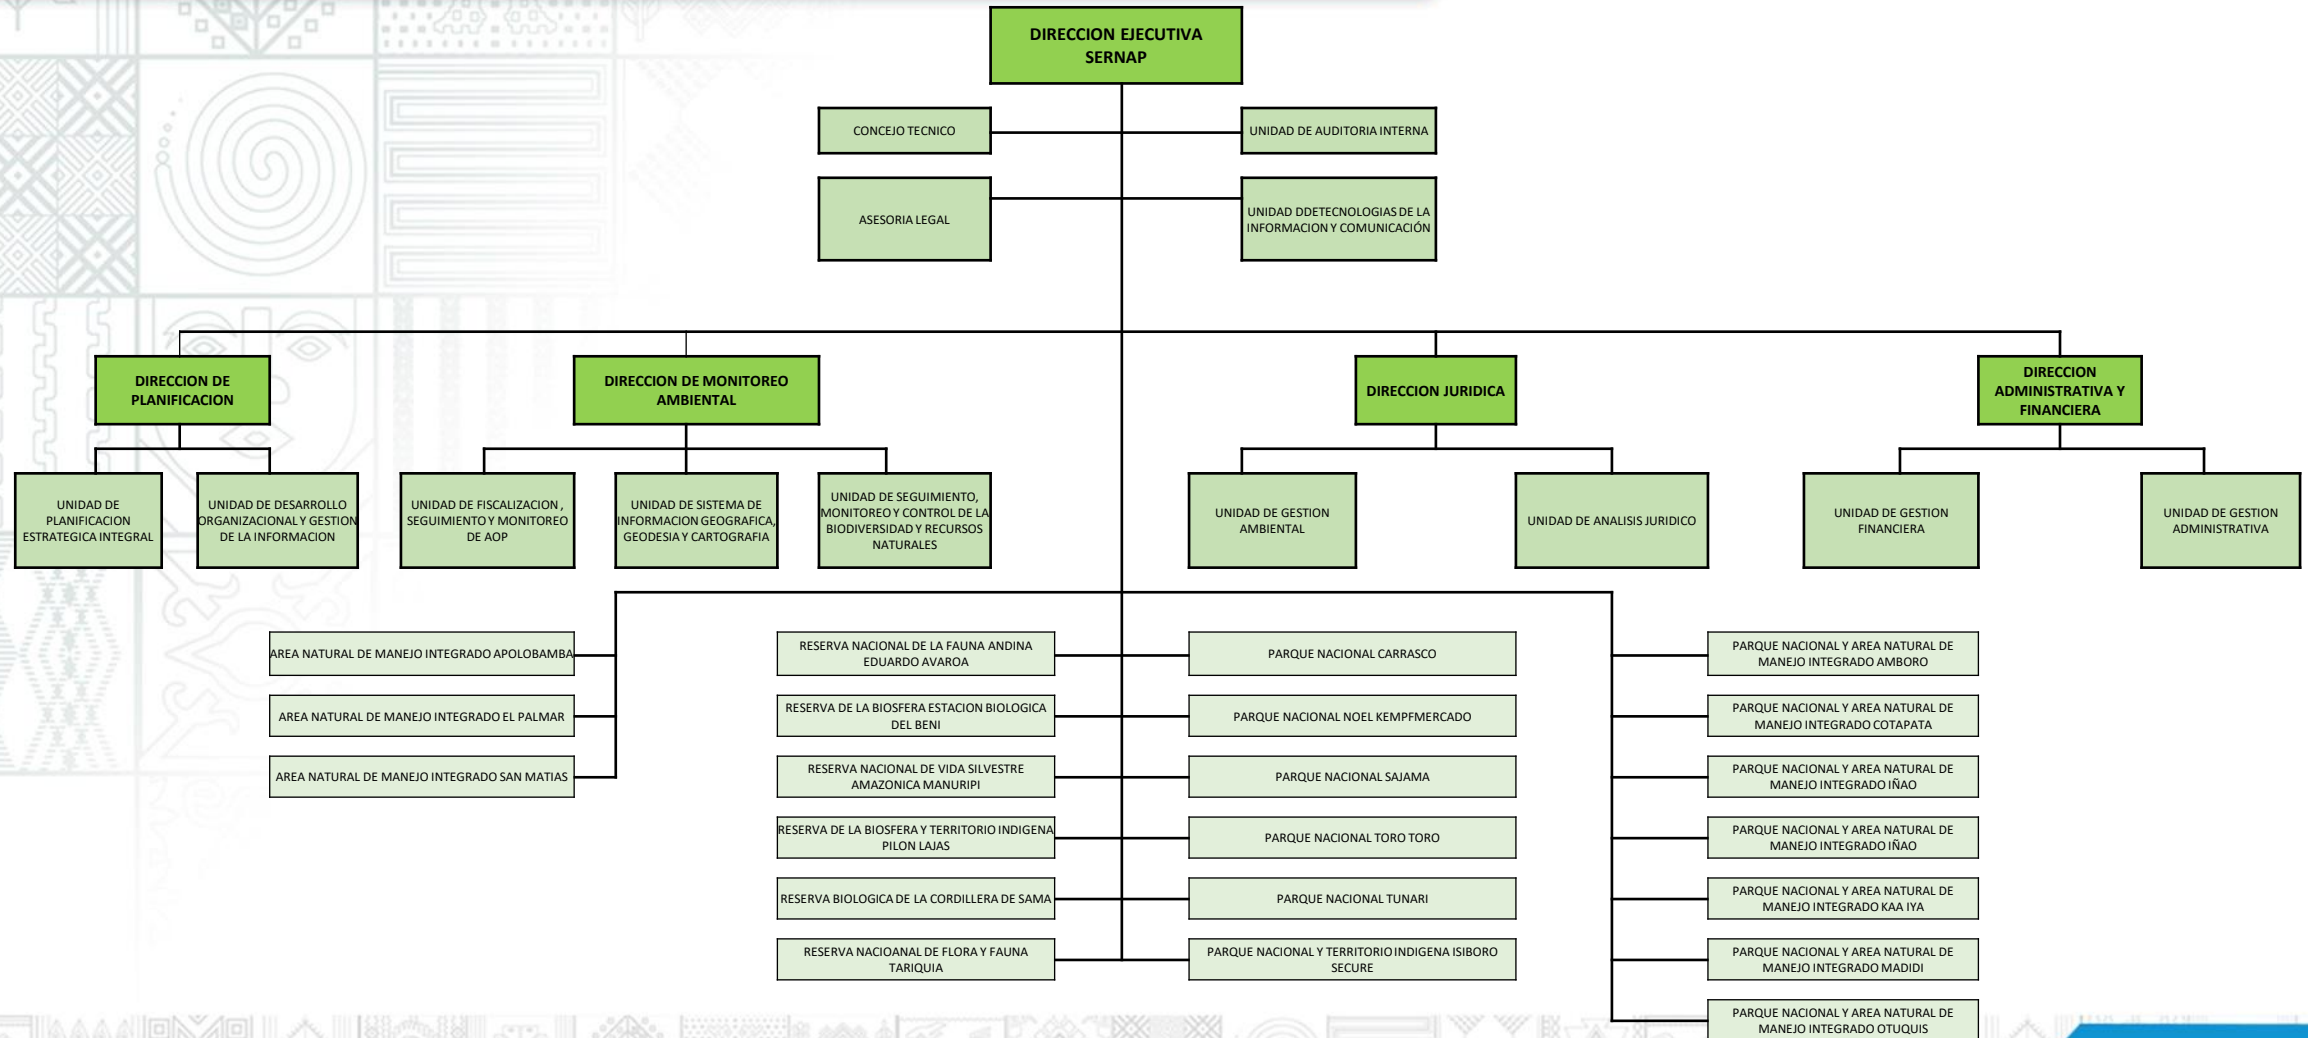 DIRECCION EJECUTIVA
SERNAP
CONCEJO TECNICO
UNIDAD DE AUDITORIA INTERNA
ASESORIA LEGAL
UNIDAD DDETECNOLOGIAS DE LA
INFORMACION Y COMUNICACIÓN
DIRECCION DE
PLANIFICACION
DIRECCION DE MONITOREO
AMBIENTAL
DIRECCION JURIDICA
DIRECCION
ADMINISTRATIVA Y
FINANCIERA
UNIDAD DE
PLANIFICACION
ESTRATEGICA INTEGRAL
UNIDAD DE DESARROLLO
ORGANIZACIONAL Y GESTION
DE LA INFORMACION
UNIDAD DE FISCALIZACION ,
SEGUIMIENTO Y MONITOREO
DE AOP
UNIDAD DE SISTEMA DE
INFORMACION GEOGRAFICA,
GEODESIA Y CARTOGRAFIA
UNIDAD DE SEGUIMIENTO,
MONITOREO Y CONTROL DE LA
BIODIVERSIDAD Y RECURSOS
NATURALES
UNIDAD DE GESTION
AMBIENTAL
UNIDAD DE ANALISIS JURIDICO
UNIDAD DE GESTION
FINANCIERA
UNIDAD DE GESTION
ADMINISTRATIVA
AREA NATURAL DE MANEJO INTEGRADO APOLOBAMBA
AREA NATURAL DE MANEJO INTEGRADO EL PALMAR
AREA NATURAL DE MANEJO INTEGRADO SAN MATIAS
RESERVA NACIONAL DE LA FAUNA ANDINA
EDUARDO AVAROA
RESERVA DE LA BIOSFERA ESTACION BIOLOGICA
DEL BENI
RESERVA NACIONAL DE VIDA SILVESTRE
AMAZONICA MANURIPI
RESERVA DE LA BIOSFERA Y TERRITORIO INDIGENA
PILON LAJAS
RESERVA BIOLOGICA DE LA CORDILLERA DE SAMA
RESERVA NACIOANAL DE FLORA Y FAUNA
TARIQUIA
PARQUE NACIONAL CARRASCO
PARQUE NACIONAL NOEL KEMPFMERCADO
PARQUE NACIONAL SAJAMA
PARQUE NACIONAL TORO TORO
PARQUE NACIONAL TUNARI
PARQUE NACIONAL Y TERRITORIO INDIGENA ISIBORO
SECURE
PARQUE NACIONAL Y AREA NATURAL DE
MANEJO INTEGRADO AMBORO
PARQUE NACIONAL Y AREA NATURAL DE
MANEJO INTEGRADO COTAPATA
PARQUE NACIONAL Y AREA NATURAL DE
MANEJO INTEGRADO IÑAO
PARQUE NACIONAL Y AREA NATURAL DE
MANEJO INTEGRADO IÑAO
PARQUE NACIONAL Y AREA NATURAL DE
MANEJO INTEGRADO KAA IYA
PARQUE NACIONAL Y AREA NATURAL DE
MANEJO INTEGRADO MADIDI
PARQUE NACIONAL Y AREA NATURAL DE
MANEJO INTEGRADO OTUQUIS